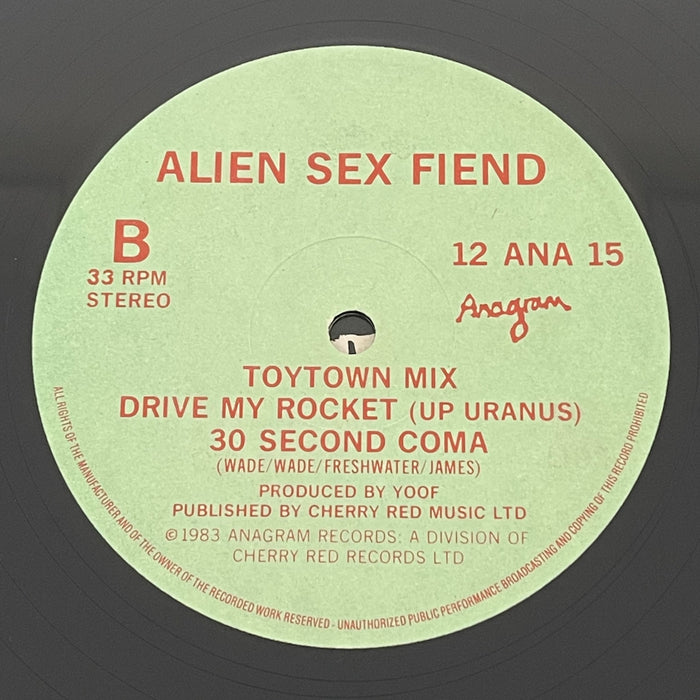 ALIEN SEX FIEND
B
33 RPM
STEREO
12 ANA 15
Anagram
TOYTOWN MIX
DRIVE MY ROCKET (UP URANUS)
30 SECOND COMA
(WADE/WADE/FRESHWATER/JAMES)
PRODUCED BY YOOF
PUBLISHED BY CHERRY RED MUSIC LTD
©1983 ANAGRAM RECORDS: A DIVISION OF
CHERRY RED RECORDS LTD
ALL RIGHTS OF THE MANUFACTURER AND OF THE OWNER OF THE RECORDED WORK RESERVED - UNAUTHORIZED PUBLIC PERFORMANCE BROADCASTING AND COPYING OF THIS RECORD PROHIBITED